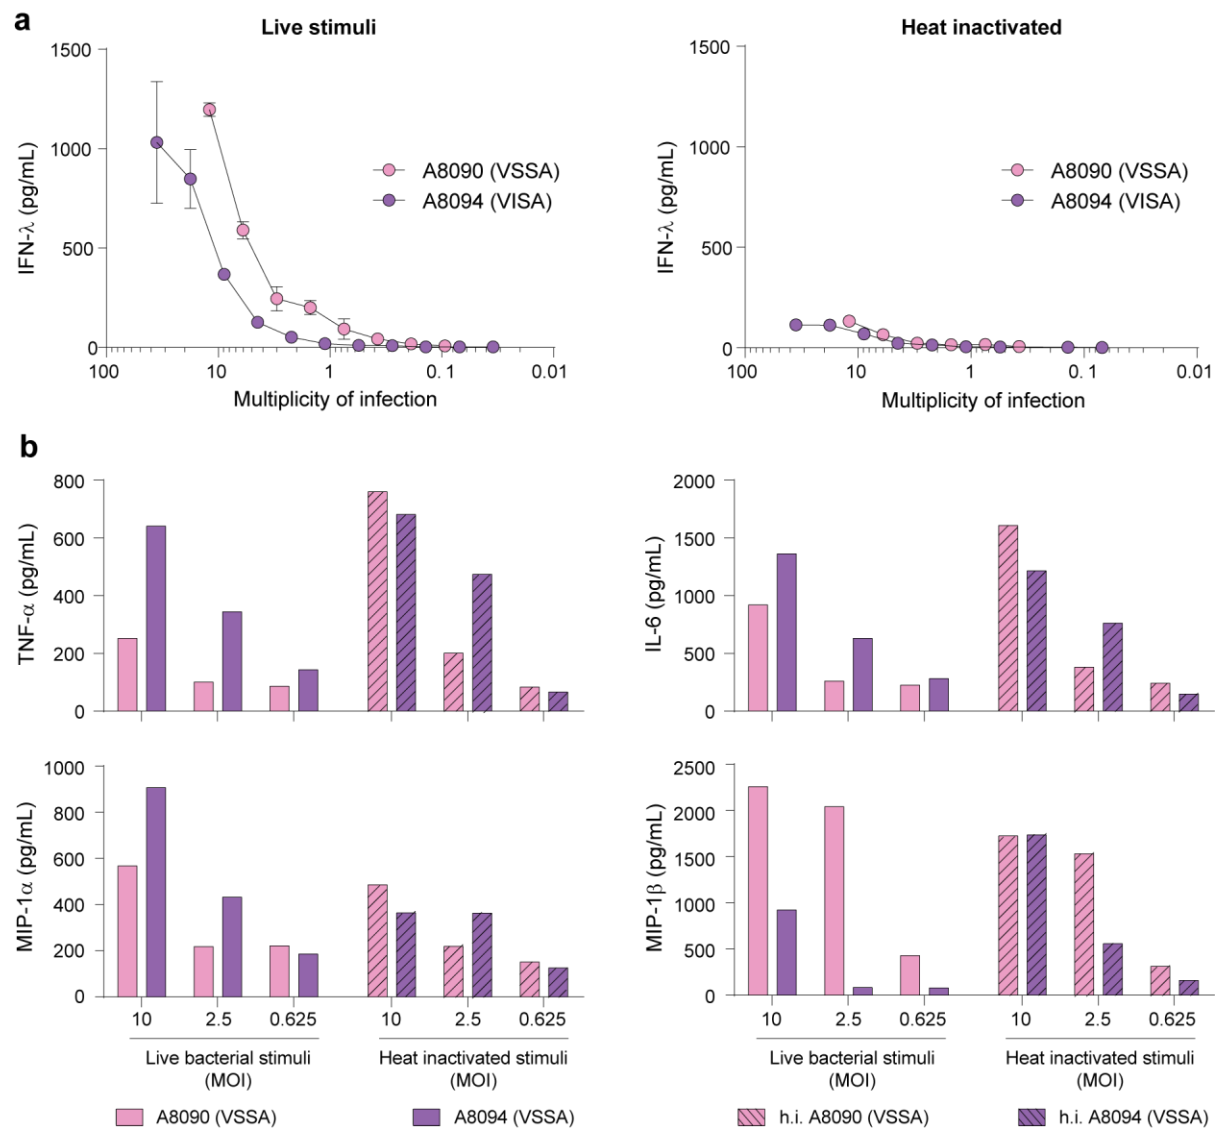 a
Live stimuli
Heat inactivated
1500
1000
500
0
IFN-λ (pg/mL)
A8090 (VSSA)
A8094 (VISA)
100 10 1 0.1 0.01
Multiplicity of infection
1500
1000
500
0
IFN-λ (pg/mL)
A8090 (VSSA)
A8094 (VISA)
100 10 1 0.1 0.01
Multiplicity of infection
b
800
600
400
200
0
TNF-α (pg/mL)
2000
1500
1000
500
0
IL-6 (pg/mL)
1000
800
600
400
200
0
MIP-1α (pg/mL)
10 2.5 0.625 10 2.5 0.625
Live bacterial stimuli
(MOI)
Heat inactivated stimuli
(MOI)
2500
2000
1500
1000
500
0
MIP-1β (pg/mL)
10 2.5 0.625 10 2.5 0.625
Live bacterial stimuli
(MOI)
Heat inactivated stimuli
(MOI)
A8090 (VSSA)
A8094 (VSSA)
h.i. A8090 (VSSA)
h.i. A8094 (VSSA)